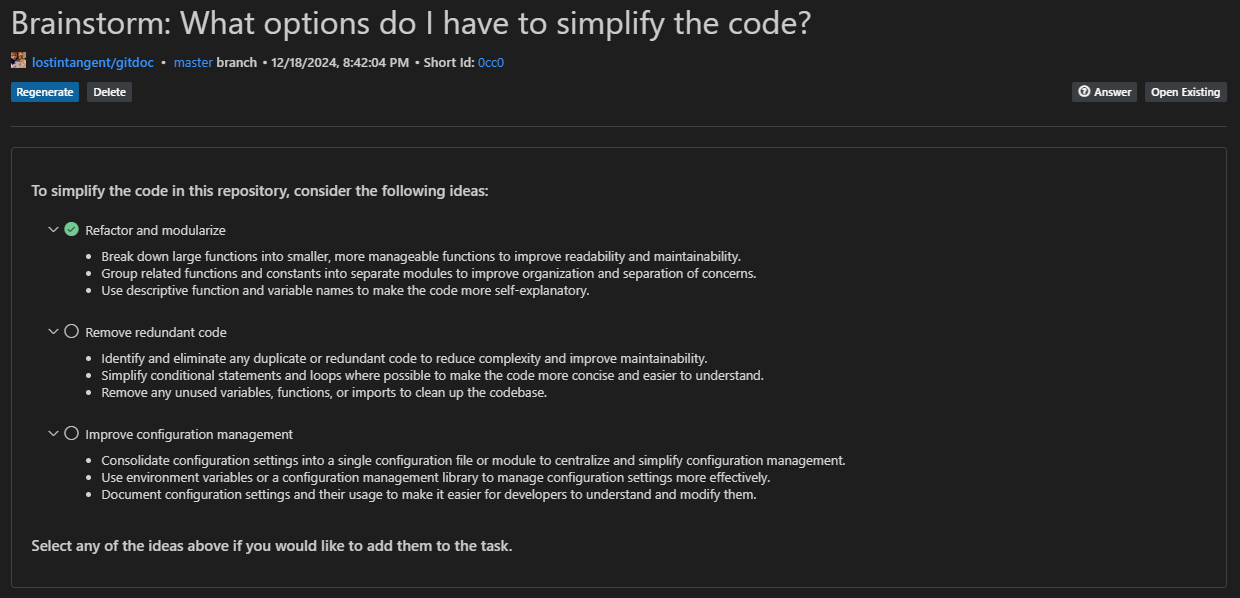 Brainstorm: What options do I have to simplify the code?
lostintangent/gitdoc • master branch • 12/18/2024, 8:42:04 PM • Short Id: 0cc0
Regenerate Delete Answer Open Existing
To simplify the code in this repository, consider the following ideas:
Refactor and modularize
• Break down large functions into smaller, more manageable functions to improve readability and maintainability.
• Group related functions and constants into separate modules to improve organization and separation of concerns.
• Use descriptive function and variable names to make the code more self-explanatory.
Remove redundant code
• Identify and eliminate any duplicate or redundant code to reduce complexity and improve maintainability.
• Simplify conditional statements and loops where possible to make the code more concise and easier to understand.
• Remove any unused variables, functions, or imports to clean up the codebase.
Improve configuration management
• Consolidate configuration settings into a single configuration file or module to centralize and simplify configuration management.
• Use environment variables or a configuration management library to manage configuration settings more effectively.
• Document configuration settings and their usage to make it easier for developers to understand and modify them.
Select any of the ideas above if you would like to add them to the task.